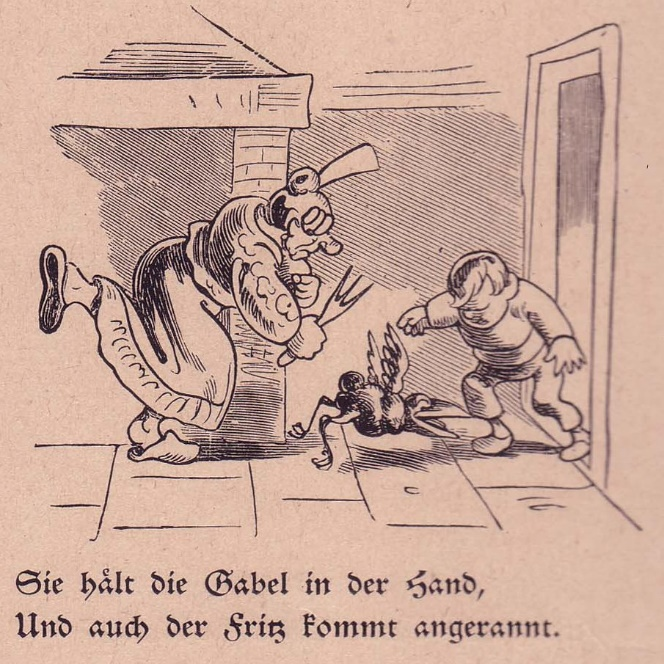 Sie hält die Gabel in der Hand,
Und auch der Fritz kommt angerannt.